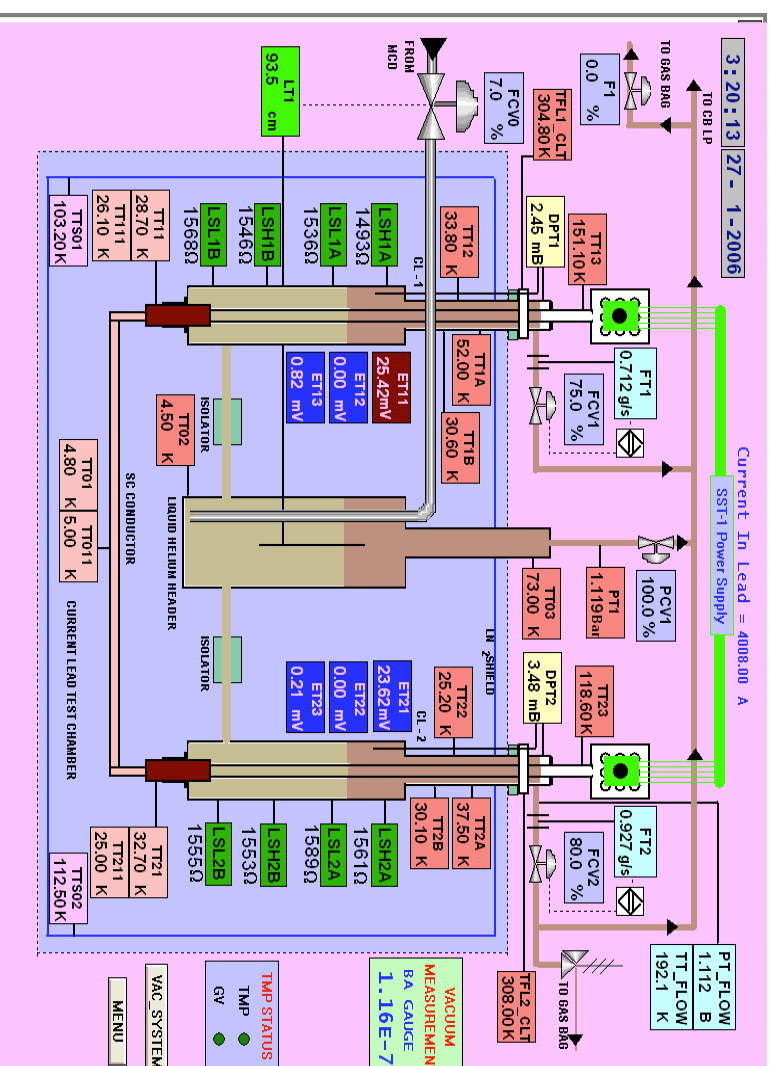 3:20:13
27- 1-2006
Current In Lead = 4008.00 A
SST-1 Power Supply
TO CB LP
TO GAS BAG
F1
0.0 %
FROM
MCD
FCV0
7.0 %
LT1
93.5 cm
TFL1_CLT
304.80 K
DPT1
2.45 mB
TT13
151.10 K
FT1
0.712 g/s
FCV1
75.0 %
PCV1
100.0 %
PT1
1.119 Bar
TT03
73.00 K
TT23
118.60 K
DPT2
3.48 mB
FT2
0.927 g/s
FCV2
80.0 %
PT_FLOW
1.112 B
TT_FLOW
192.1 K
TO GAS BAG
TFL2_CLT
308.00 K
LN2 SHIELD
TT12
33.80 K
CL-1
TT1A
52.00 K
TT1B
30.60 K
TT22
25.20 K
CL-2
TT2A
37.50 K
TT2B
30.10 K
LSH1A
1493Ω
LSL1A
1536Ω
LSH1B
1546Ω
LSL1B
1568Ω
ET11
25.42mV
ET12
0.00 mV
ET13
0.82 mV
ET21
23.62mV
ET22
0.00 mV
ET23
0.21 mV
LSH2A
1561Ω
LSL2A
1589Ω
LSH2B
1553Ω
LSL2B
1555Ω
ISOLATOR
ISOLATOR
TT02
4.50 K
LIQUID HELIUM HEADER
TT11
28.70 K
TT111
26.10 K
SC CONDUCTOR
TT01
4.80 K
TT011
5.00 K
TT21
32.70 K
TT211
25.00 K
TTS01
103.20 K
CURRENT LEAD TEST CHAMBER
TTS02
112.50 K
VACUUM
MEASUREMEN
BA GAUGE
1.16E-7
TMP STATUS
TMP
GV
VAC_SYSTEM
MENU